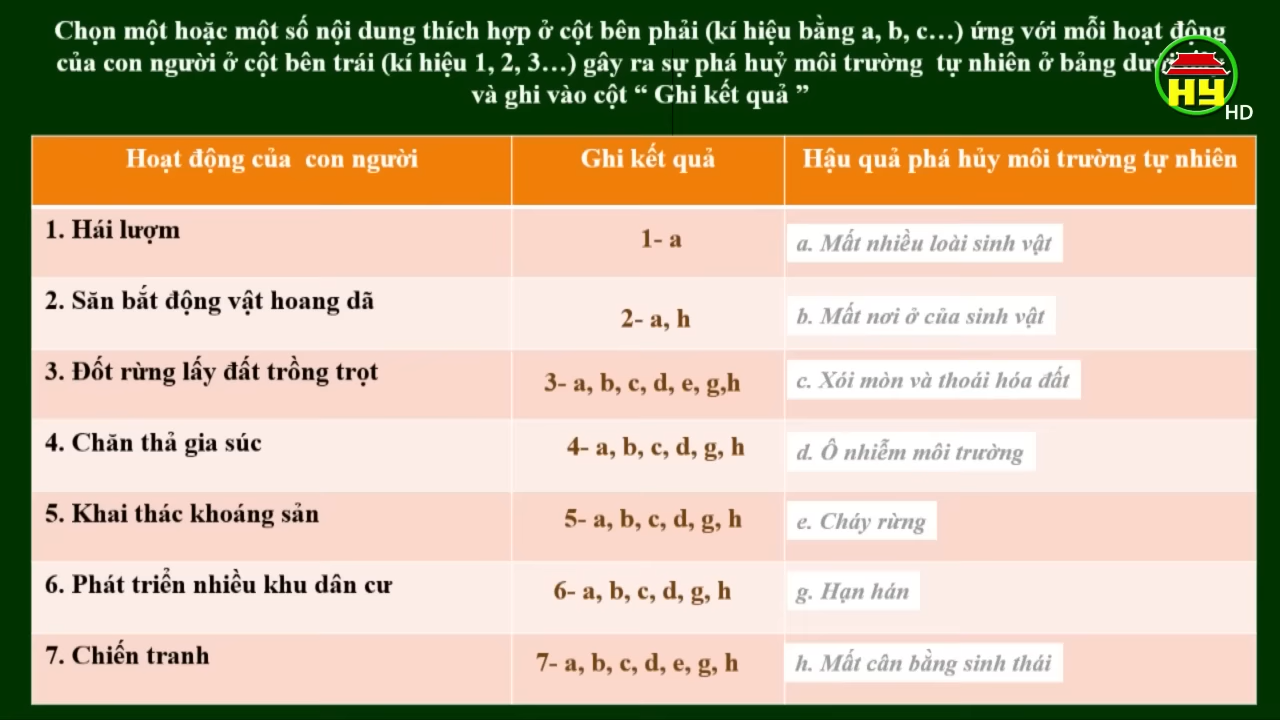 Chọn một hoặc một số nội dung thích hợp ở cột bên phải (kí hiệu bằng a, b, c…) ứng với mỗi hoạt động
của con người ở cột bên trái (kí hiệu 1, 2, 3…) gây ra sự phá huỷ môi trường tự nhiên ở bảng
và ghi vào cột “ Ghi kết quả ”
HY
HD
Hoạt động của con người
Ghi kết quả
Hậu quả phá hủy môi trường tự nhiên
1. Hái lượm
1- a
a. Mất nhiều loài sinh vật
2. Săn bắt động vật hoang dã
2- a, h
b. Mất nơi ở của sinh vật
3. Đốt rừng lấy đất trồng trọt
3- a, b, c, d, e, g,h
c. Xói mòn và thoái hóa đất
4. Chăn thả gia súc
4- a, b, c, d, g, h
d. Ô nhiễm môi trường
5. Khai thác khoáng sản
5- a, b, c, d, g, h
e. Cháy rừng
6. Phát triển nhiều khu dân cư
6- a, b, c, d, g, h
g. Hạn hán
7. Chiến tranh
7- a, b, c, d, e, g, h
h. Mất cân bằng sinh thái